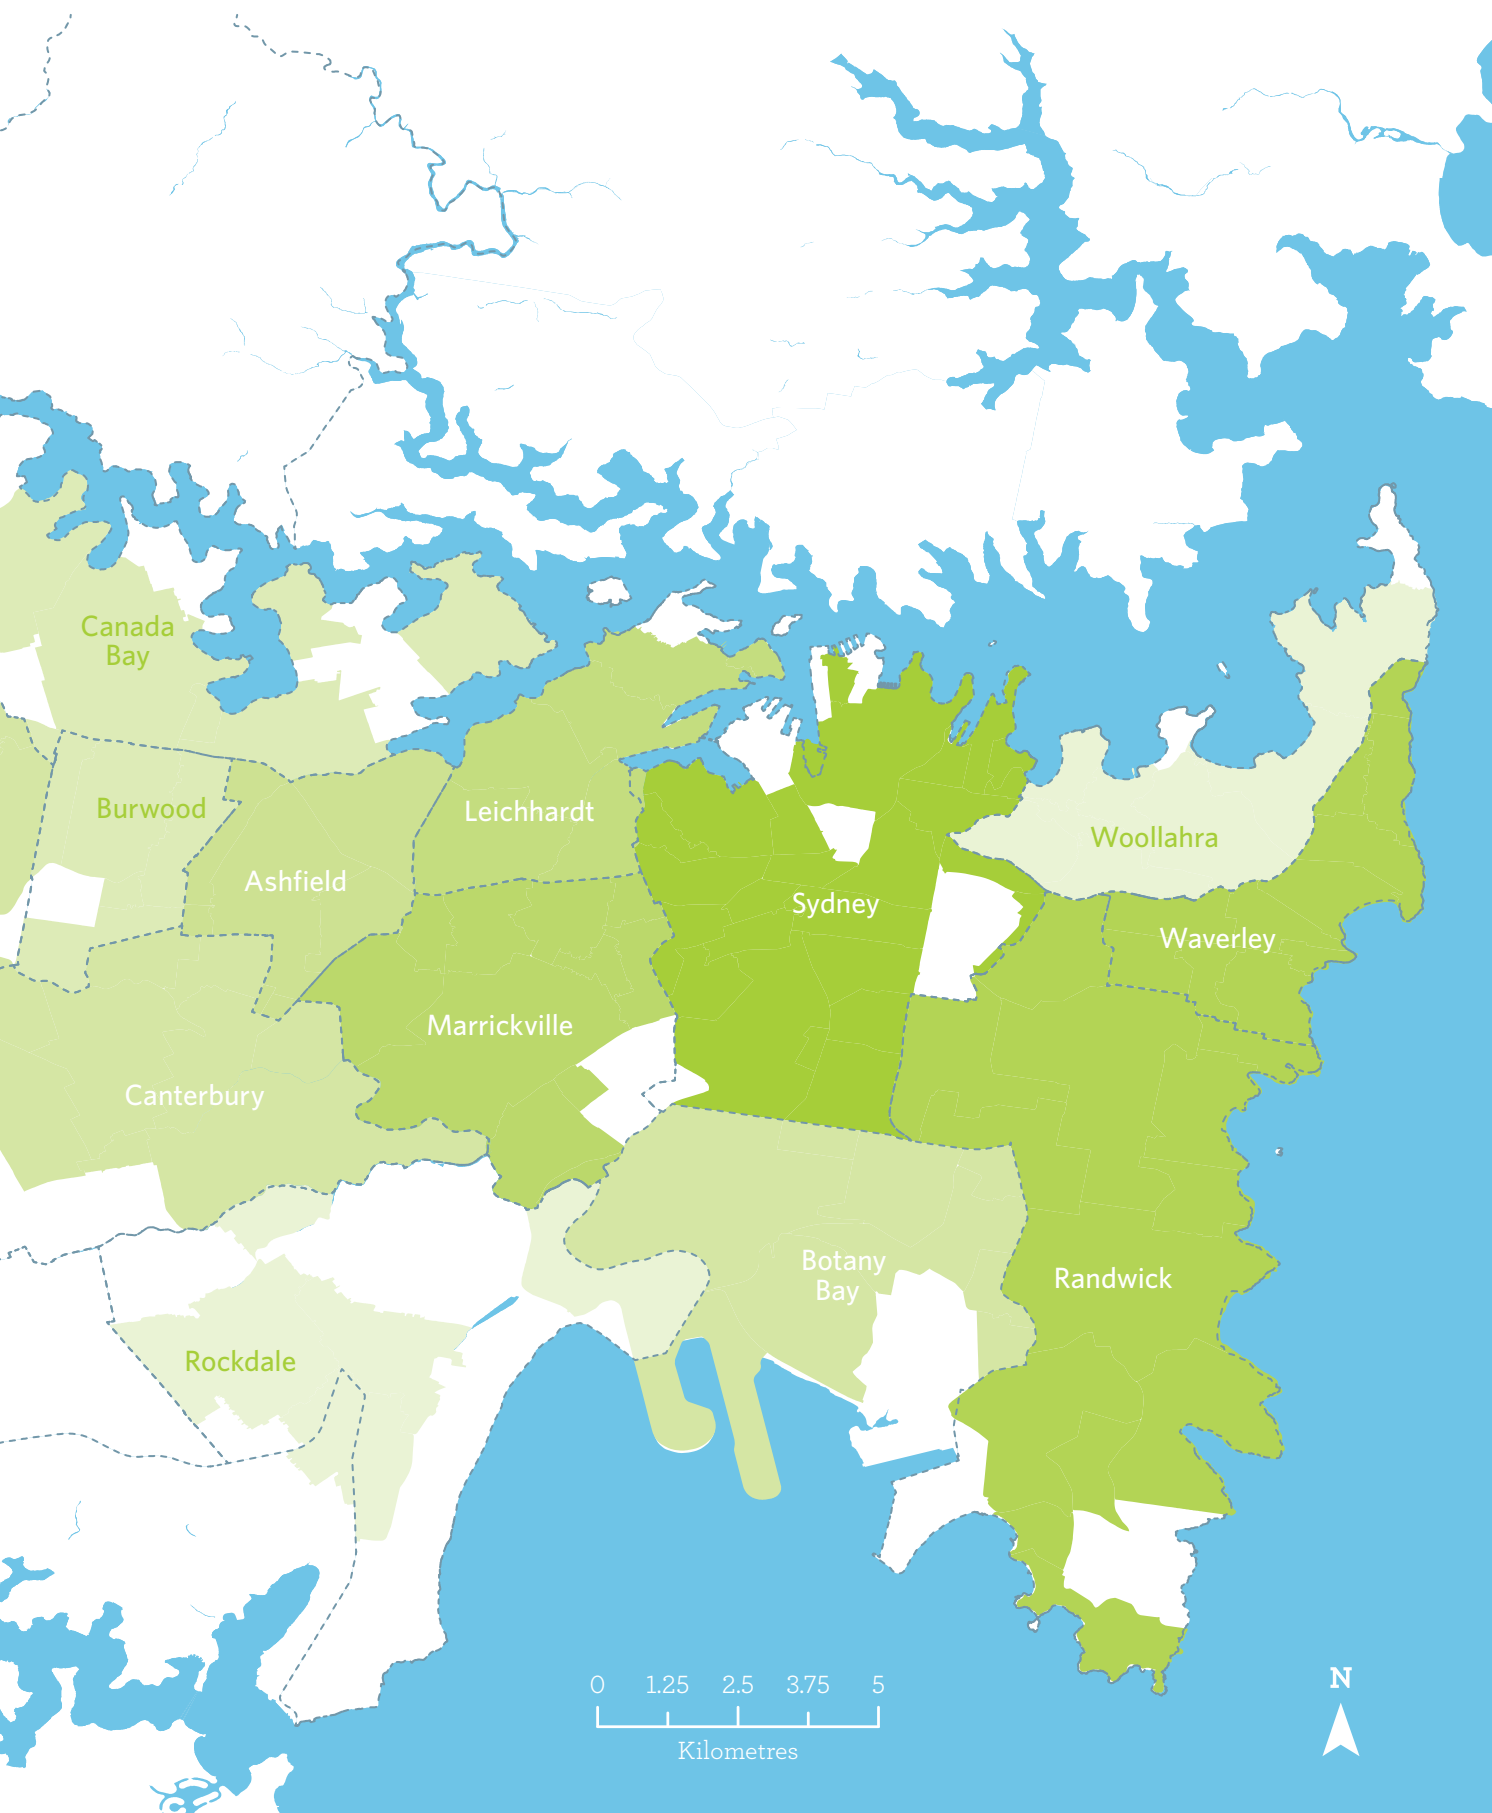 Canada
Bay
Burwood
Leichhardt
Woollahra
Ashfield
Sydney
Waverley
Marrickville
Canterbury
Botany
Bay
Randwick
Rockdale
0 1.25 2.5 3.75 5
Kilometres
N